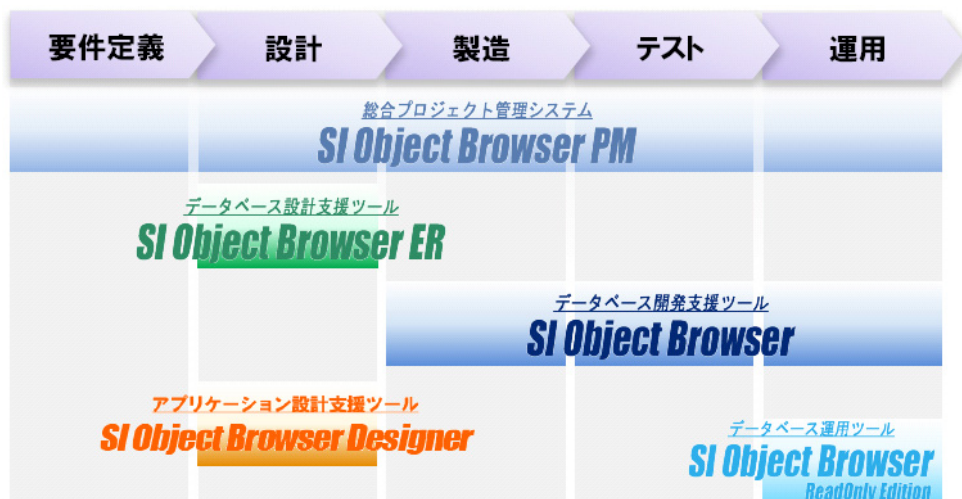 要件定義 設計 製造 テスト 運用
総合プロジェクト管理システム
SI Object Browser PM
データベース設計支援ツール
SI Object Browser ER
データベース開発支援ツール
SI Object Browser
アプリケーション設計支援ツール
SI Object Browser Designer
データベース運用ツール
SI Object Browser
ReadOnly Edition